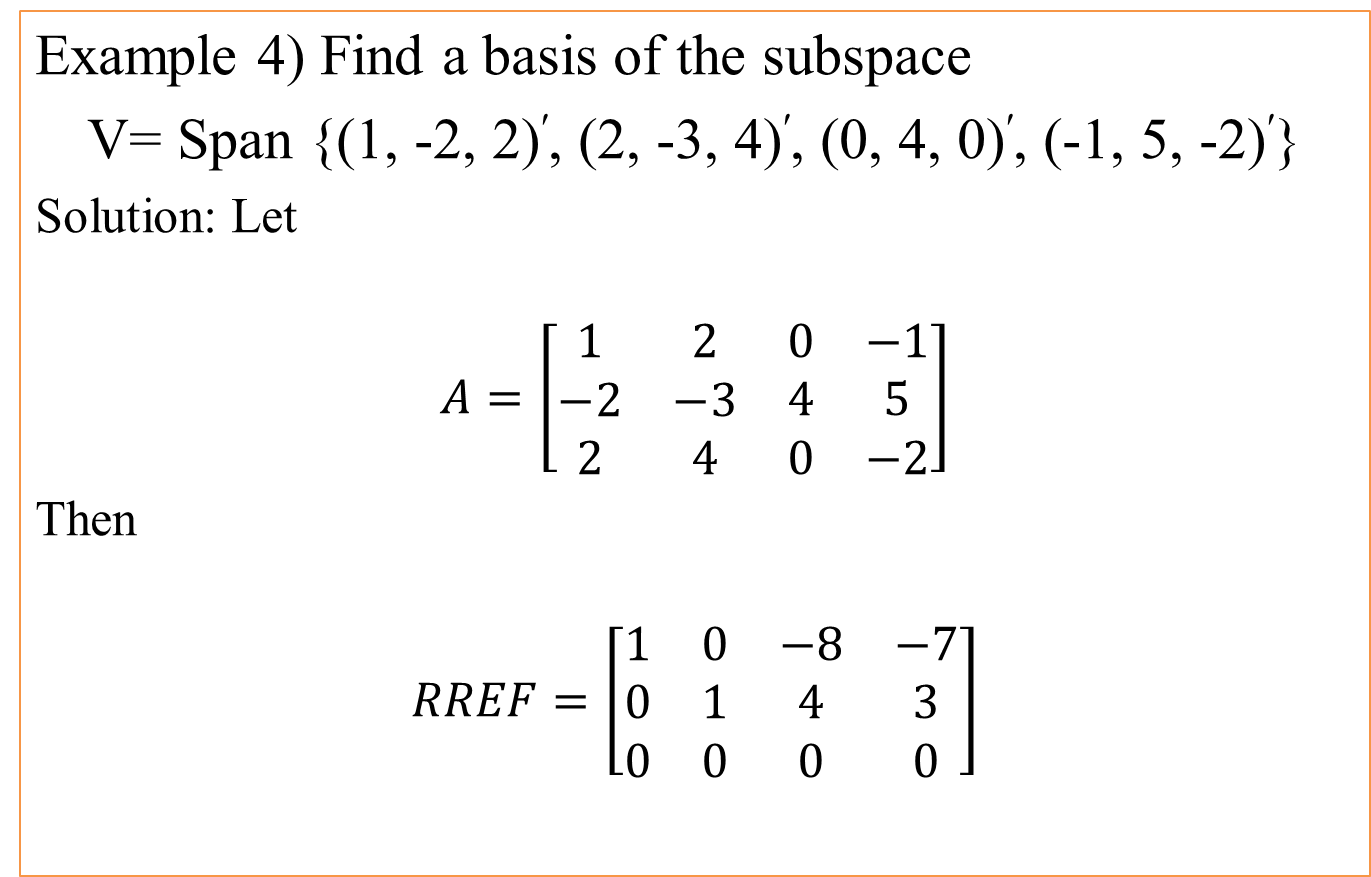 Example 4) Find a basis of the subspace
V= Span {(1, -2, 2)′, (2, -3, 4)′, (0, 4, 0)′, (-1, 5, -2)′}
Solution: Let
A = [1 2 0 −1
−2 −3 4 5
2 4 0 −2]
Then
RREF = [1 0 −8 −7
0 1 4 3
0 0 0 0]